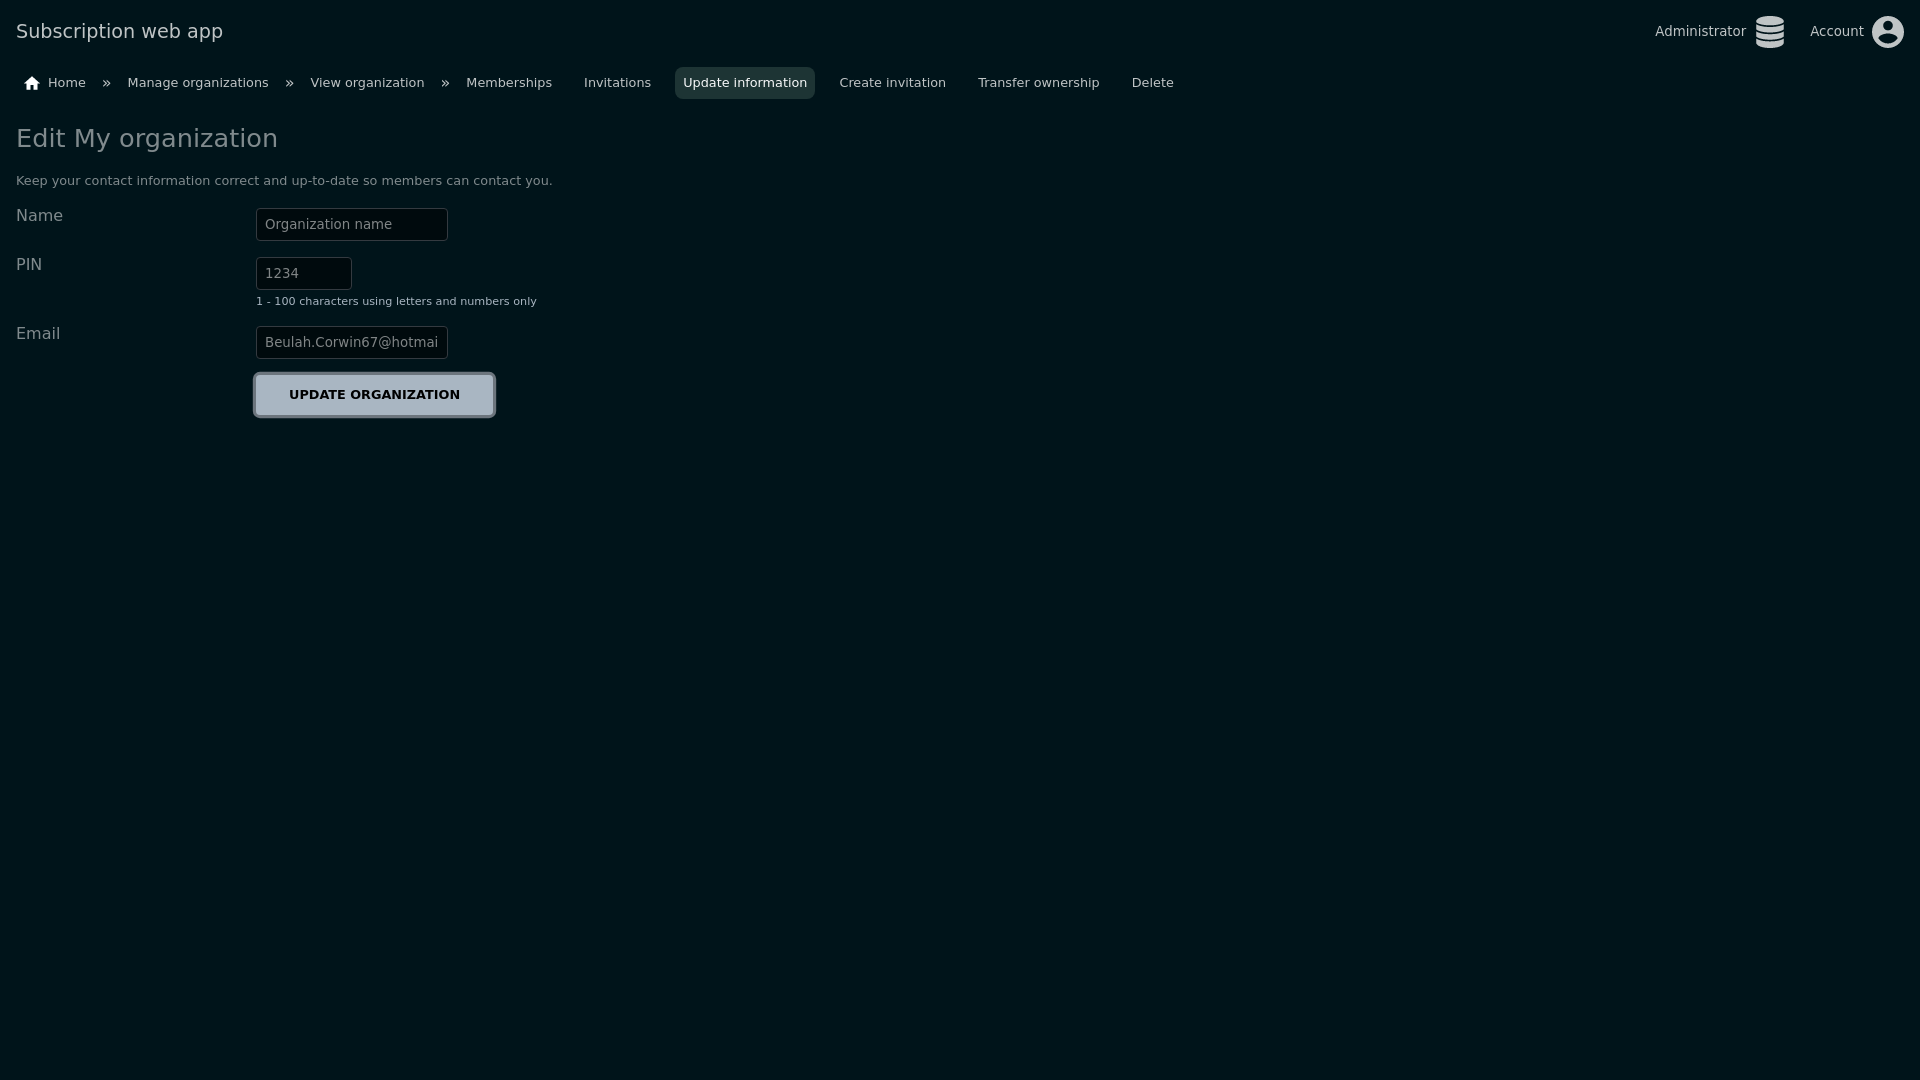 Subscription web app
Administrator
Account
Home » Manage organizations » View organization » Memberships Invitations Update information Create invitation Transfer ownership Delete
Edit My organization
Keep your contact information correct and up-to-date so members can contact you.
Name
Organization name
PIN
1234
1 - 100 characters using letters and numbers only
Email
Beulah.Corwin67@hotmai
UPDATE ORGANIZATION